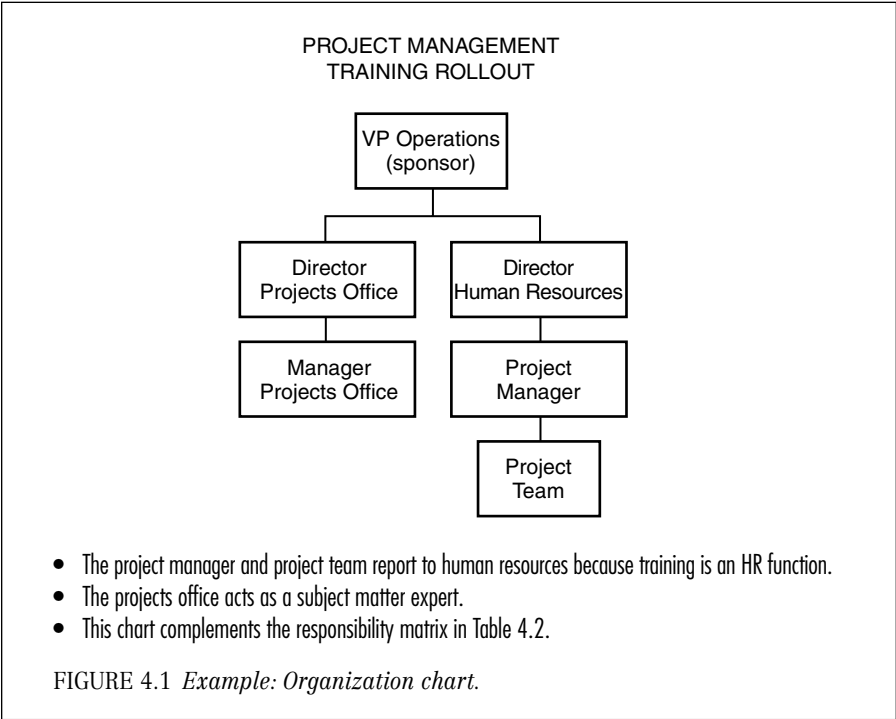 PROJECT MANAGEMENT
TRAINING ROLLOUT
VP Operations
(sponsor)
Director
Projects Office
Director
Human Resources
Manager
Projects Office
Project
Manager
Project
Team
• The project manager and project team report to human resources because training is an HR function.
• The projects office acts as a subject matter expert.
• This chart complements the responsibility matrix in Table 4.2.
FIGURE 4.1 Example: Organization chart.